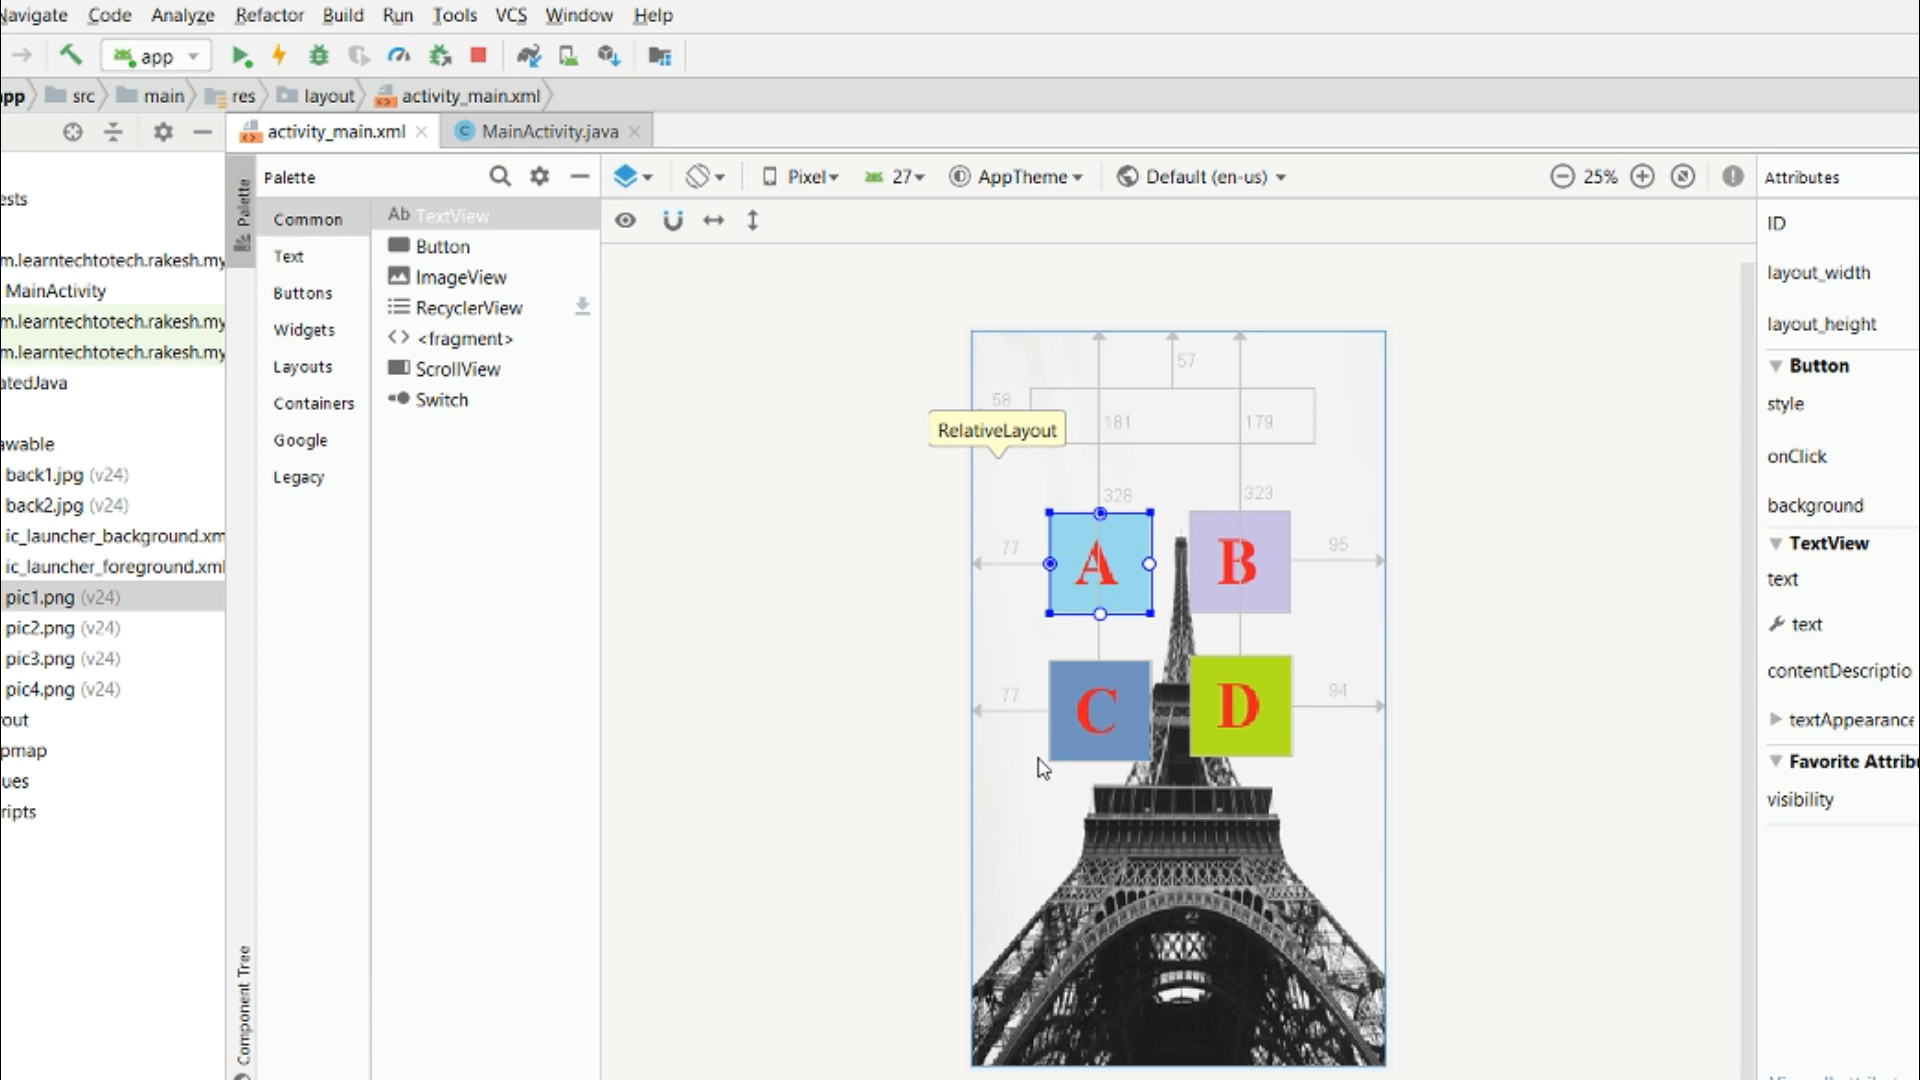 Navigate Code Analyze Refactor Build Run Tools VCS Window Help
app
app src main res layout activity_main.xml
activity_main.xml MainActivity.java
Palette
Palette
Pixel 27 AppTheme Default (en-us) 25%
Attributes
ests
m.learntechtotech.rakesh.my
MainActivity
m.learntechtotech.rakesh.my
m.learntechtotech.rakesh.my
atedJava
awable
back1.jpg (v24)
back2.jpg (v24)
ic_launcher_background.xm
ic_launcher_foreground.xml
pic1.png (v24)
pic2.png (v24)
pic3.png (v24)
pic4.png (v24)
out
pmap
ues
ripts
Component Tree
Common
Text
Buttons
Widgets
Layouts
Containers
Google
Legacy
Ab TextView
Button
ImageView
RecyclerView
<fragment>
ScrollView
Switch
57
58
181 179
RelativeLayout
328 323
77 A B 95
77 C D 94
ID
layout_width
layout_height
Button
style
onClick
background
TextView
text
text
contentDescriptio
textAppearance
Favorite Attribu
visibility